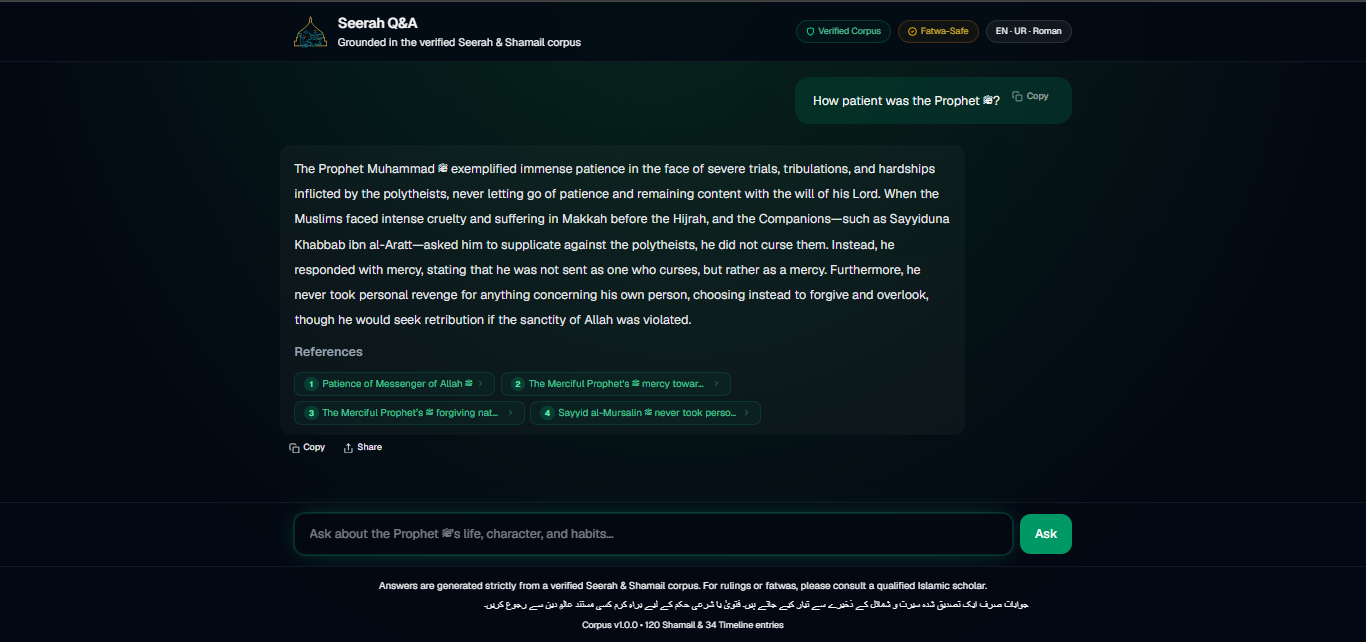 Seerah Q&A
Grounded in the verified Seerah & Shamail corpus
Verified Corpus
Fatwa-Safe
EN · UR · Roman
How patient was the Prophet ﷺ?
Copy
The Prophet Muhammad ﷺ exemplified immense patience in the face of severe trials, tribulations, and hardships
inflicted by the polytheists, never letting go of patience and remaining content with the will of his Lord. When the
Muslims faced intense cruelty and suffering in Makkah before the Hijrah, and the Companions—such as Sayyiduna
Khabbab ibn al-Aratt—asked him to supplicate against the polytheists, he did not curse them. Instead, he
responded with mercy, stating that he was not sent as one who curses, but rather as a mercy. Furthermore, he
never took personal revenge for anything concerning his own person, choosing instead to forgive and overlook,
though he would seek retribution if the sanctity of Allah was violated.
References
1 Patience of Messenger of Allah ﷺ
2 The Merciful Prophet's ﷺ mercy towar...
3 The Merciful Prophet's ﷺ forgiving nat...
4 Sayyid al-Mursalin ﷺ never took perso...
Copy
Share
Ask about the Prophet ﷺ's life, character, and habits...
Ask
Answers are generated strictly from a verified Seerah & Shamail corpus. For rulings or fatwas, please consult a qualified Islamic scholar.
جوابات صرف ایک تصدیق شدہ سیرت و شمائل کے ذخیرے سے تیار کیے جاتے ہیں۔ فتویٰ یا شرعی حکم کے لیے براہ کرم کسی مستند عالمِ دین سے رجوع کریں۔
Corpus v1.0.0 • 120 Shamail & 34 Timeline entries